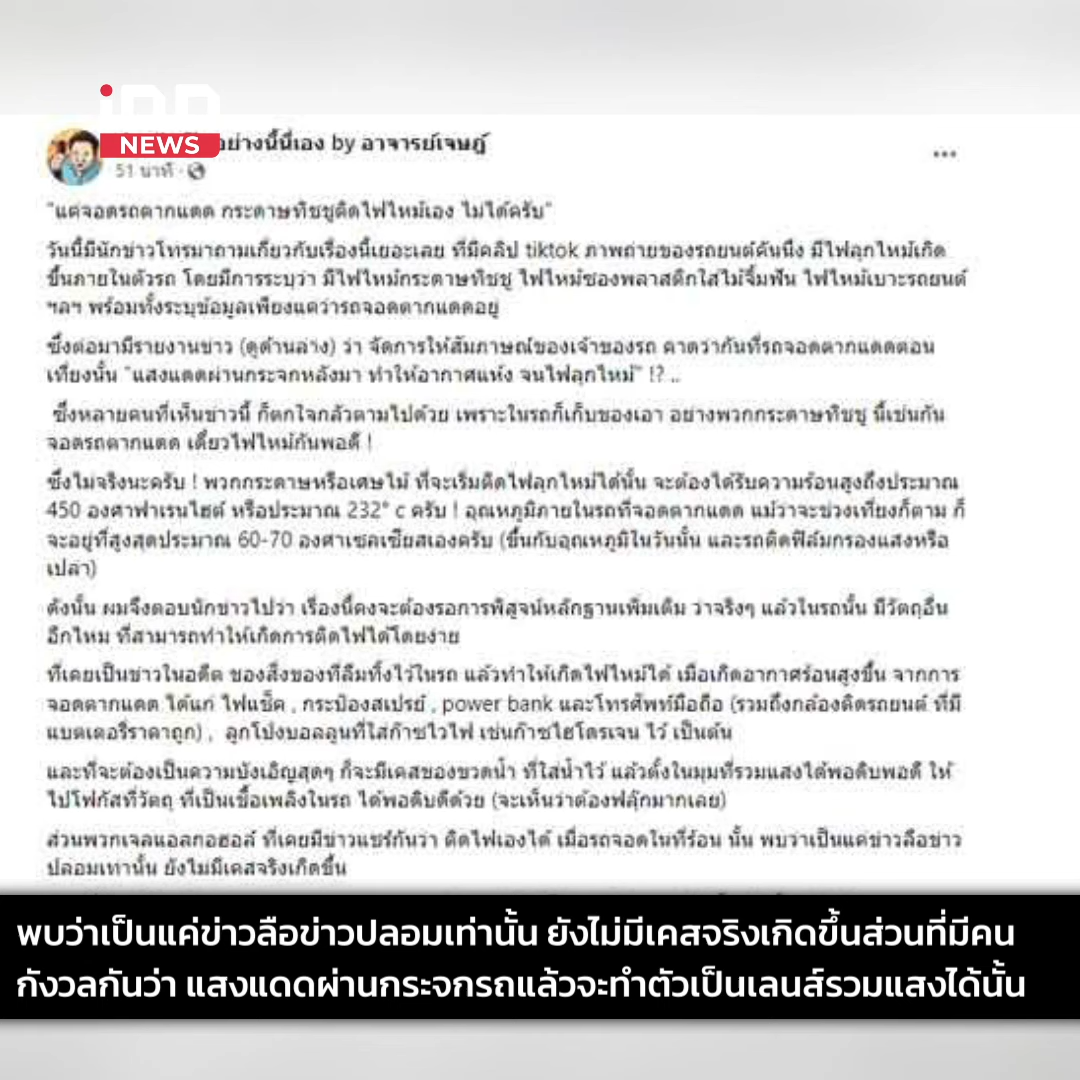 NEWS
อย่างนี้นี่เอง by อาจารย์เจษฎ์
51 นาที ·
"แค่จอดรถตากแดด กระดาษทิชชูติดไฟไหม้เอง ไม่ได้ครับ"
วันนี้มีนักข่าวโทรมาถามเกี่ยวกับเรื่องนี้เยอะเลย ที่มีคลิป tiktok ภาพถ่ายของรถยนต์คันนึง มีไฟลุกไหม้เกิด
ขึ้นภายในตัวรถ โดยมีการระบุว่า มีไฟไหม้กระดาษทิชชู ไฟไหม้ซองพลาสติกใส่ไม้จิ้มฟัน ไฟไหม้เบาะรถยนต์
ฯลฯ พร้อมทั้งระบุข้อมูลเพียงแค่ว่ารถจอดตากแดดอยู่
ซึ่งต่อมามีรายงานข่าว (ดูด้านล่าง) ว่า จัดการให้สัมภาษณ์ของเจ้าของรถ คาดว่ากันที่รถจอดตากแดดตอน
เที่ยงนั้น "แสงแดดผ่านกระจกหลังมา ทำให้อากาศแห้ง จนไฟลุกไหม้" !? ..
ซึ่งหลายคนที่เห็นข่าวนี้ ก็ตกใจกลัวตามไปด้วย เพราะในรถก็เก็บของเอา อย่างพวกกระดาษทิชชู นี้เช่นกัน
จอดรถตากแดด เดี๋ยวไฟไหม้กันพอดี !
ซึ่งไม่จริงนะครับ ! พวกกระดาษหรือเศษไม้ ที่จะเริ่มติดไฟลุกไหม้ได้นั้น จะต้องได้รับความร้อนสูงถึงประมาณ
450 องศาฟาเรนไฮต์ หรือประมาณ 232° c ครับ ! อุณหภูมิภายในรถที่จอดตากแดด แม้ว่าจะช่วงเที่ยงก็ตาม ก็
จะอยู่ที่สูงสุดประมาณ 60-70 องศาเซลเซียสเองครับ (ขึ้นกับอุณหภูมิในวันนั้น และรถติดฟิล์มกรองแสงหรือ
เปล่า)
ดังนั้น ผมจึงตอบนักข่าวไปว่า เรื่องนี้คงจะต้องรอการพิสูจน์หลักฐานเพิ่มเติม ว่าจริงๆ แล้วในรถนั้น มีวัตถุอื่น
อีกไหม ที่สามารถทำให้เกิดการติดไฟได้โดยง่าย
ที่เคยเป็นข่าวในอดีต ของสิ่งของที่ลืมทิ้งไว้ในรถ แล้วทำให้เกิดไฟไหม้ได้ เมื่อเกิดอากาศร้อนสูงขึ้น จากการ
จอดตากแดด ได้แก่ ไฟแช็ค , กระป๋องสเปรย์ , power bank และโทรศัพท์มือถือ (รวมถึงกล้องติดรถยนต์ ที่มี
แบตเตอรี่ราคาถูก) , ลูกโป่งบอลลูนที่ใส่ก๊าซไวไฟ เช่นก๊าซไฮโดรเจน ไว้ เป็นต้น
และที่จะต้องเป็นความบังเอิญสุดๆ ก็จะมีเคสของขวดน้ำ ที่ใส่น้ำไว้ แล้วตั้งในมุมที่รวมแสงได้พอดิบพอดี ให้
ไปโฟกัสที่วัตถุ ที่เป็นเชื้อเพลิงในรถ ได้พอดิบดีด้วย (จะเห็นว่าต้องฟลุ๊กมากเลย)
ส่วนพวกเจลแอลกอฮอล์ ที่เคยมีข่าวแชร์กันว่า ติดไฟเองได้ เมื่อรถจอดในที่ร้อน นั้น พบว่าเป็นแค่ข่าวลือข่าว
ปลอมเท่านั้น ยังไม่มีเคสจริงเกิดขึ้น
พบว่าเป็นแค่ข่าวลือข่าวปลอมเท่านั้น ยังไม่มีเคสจริงเกิดขึ้นส่วนที่มีคน
กังวลกันว่า แสงแดดผ่านกระจกรถแล้วจะทำตัวเป็นเลนส์รวมแสงได้นั้น